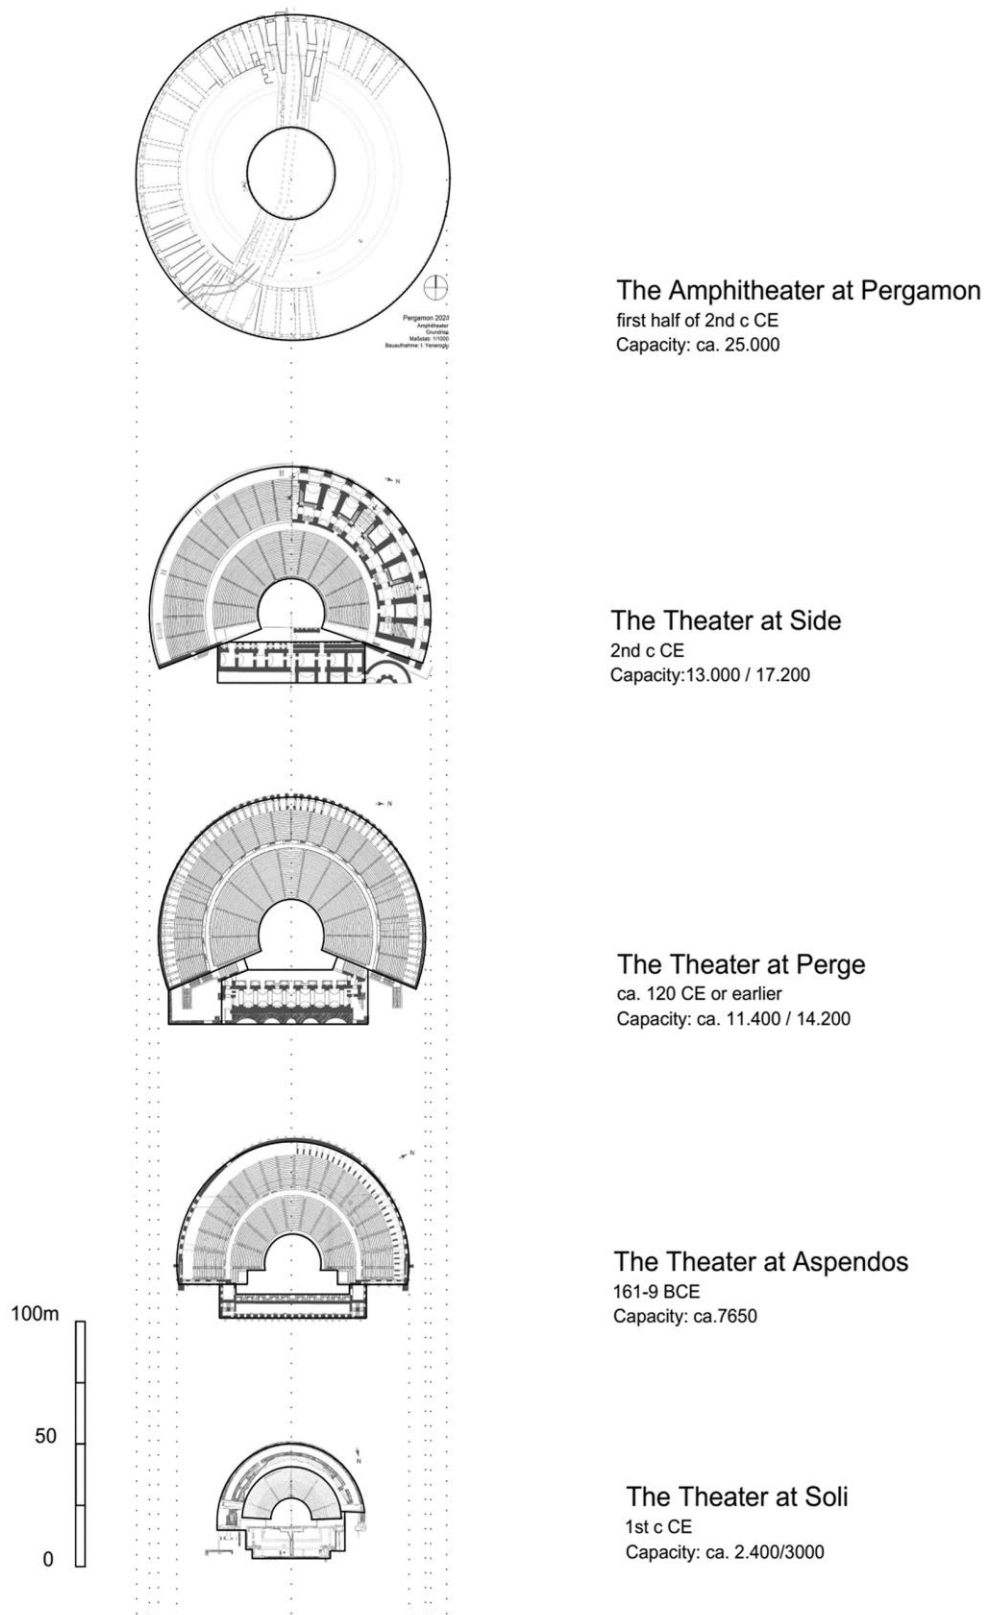 Pergamon 202/I
Amphitheater
Grundriss
Maßstab: 1/1000
The Amphitheater at Pergamon
first half of 2nd c CE
Capacity: ca. 25.000
N
The Theater at Side
2nd c CE
Capacity:13.000 / 17.200
N
The Theater at Perge
ca. 120 CE or earlier
Capacity: ca. 11.400 / 14.200
N
The Theater at Aspendos
161-9 BCE
Capacity: ca.7650
100m
50
0
N
The Theater at Soli
1st c CE
Capacity: ca. 2.400/3000